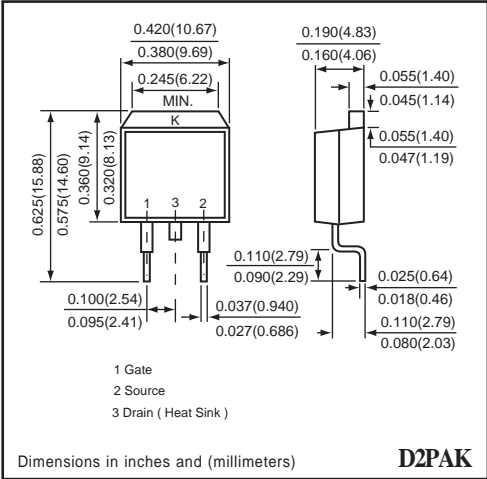 0.420(10.67)
0.380(9.69)
0.190(4.83)
0.160(4.06)
0.245(6.22)
MIN.
K
0.055(1.40)
0.045(1.14)
0.055(1.40)
0.047(1.19)
0.625(15.88)
0.575(14.60)
0.360(9.14)
0.320(8.13)
1 3 2
0.110(2.79)
0.090(2.29)
0.025(0.64)
0.018(0.46)
0.100(2.54)
0.095(2.41)
0.037(0.940)
0.027(0.686)
0.110(2.79)
0.080(2.03)
1 Gate
2 Source
3 Drain ( Heat Sink )
Dimensions in inches and (millimeters)
D2PAK